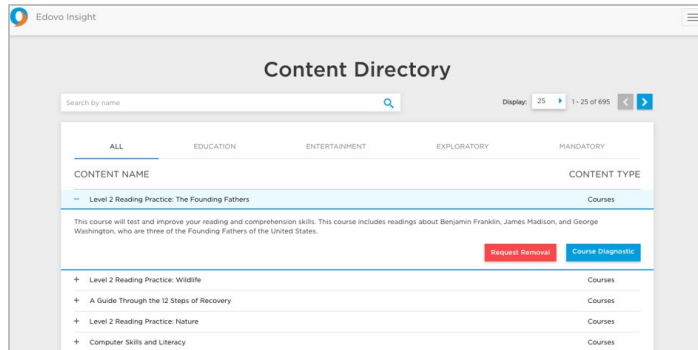 Edovo Insight
Content Directory
Search by name
Display: 25 1 - 25 of 695
ALL EDUCATION ENTERTAINMENT EXPLORATORY MANDATORY
CONTENT NAME CONTENT TYPE
− Level 2 Reading Practice: The Founding Fathers Courses
This course will test and improve your reading and comprehension skills. This course includes readings about Benjamin Franklin, James Madison, and George
Washington, who are three of the Founding Fathers of the United States.
Request Removal Course Diagnostic
+ Level 2 Reading Practice: Wildlife Courses
+ A Guide Through the 12 Steps of Recovery Courses
+ Level 2 Reading Practice: Nature Courses
+ Computer Skills and Literacy Courses